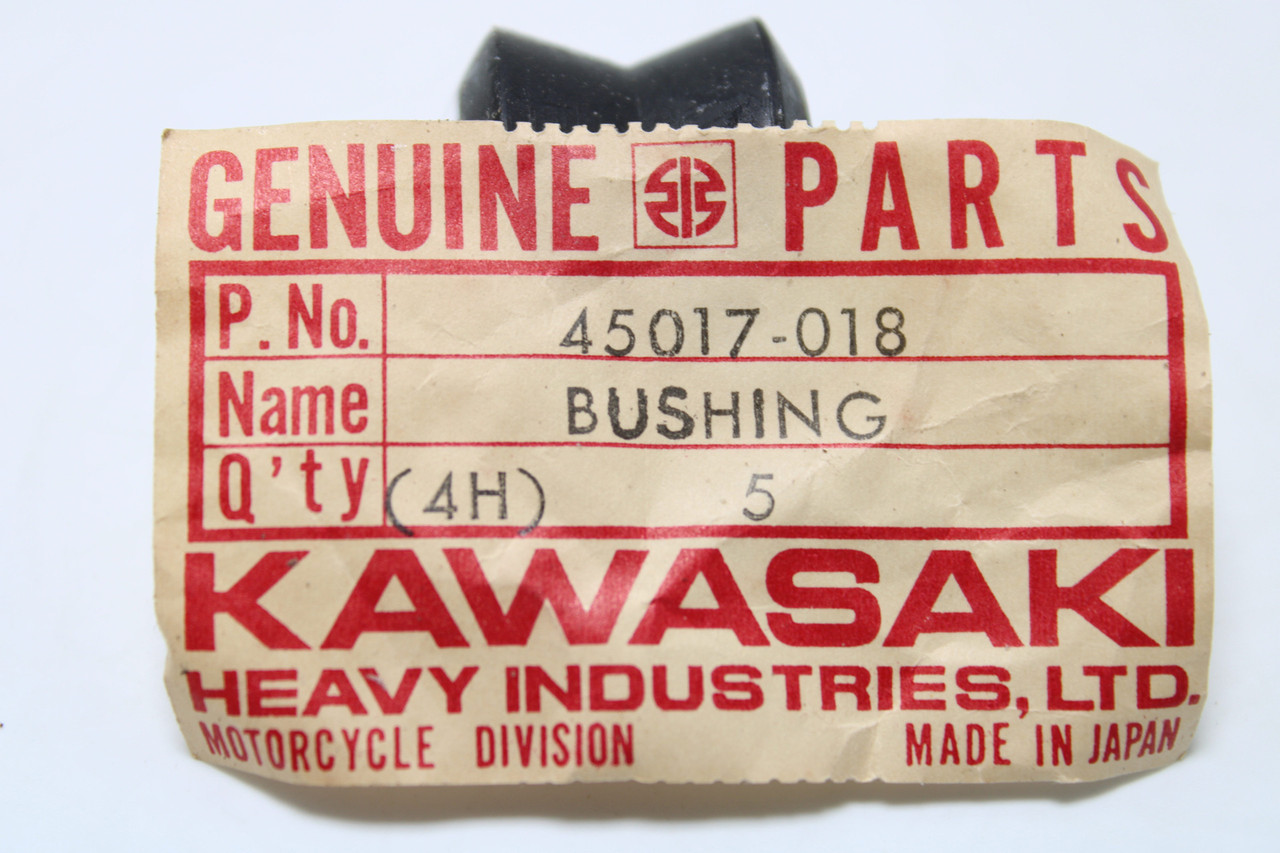 GENUINE PARTS
P. No. 45017-018
Name BUSHING
Q'ty (4H) 5
KAWASAKI
HEAVY INDUSTRIES, LTD.
MOTORCYCLE DIVISION MADE IN JAPAN